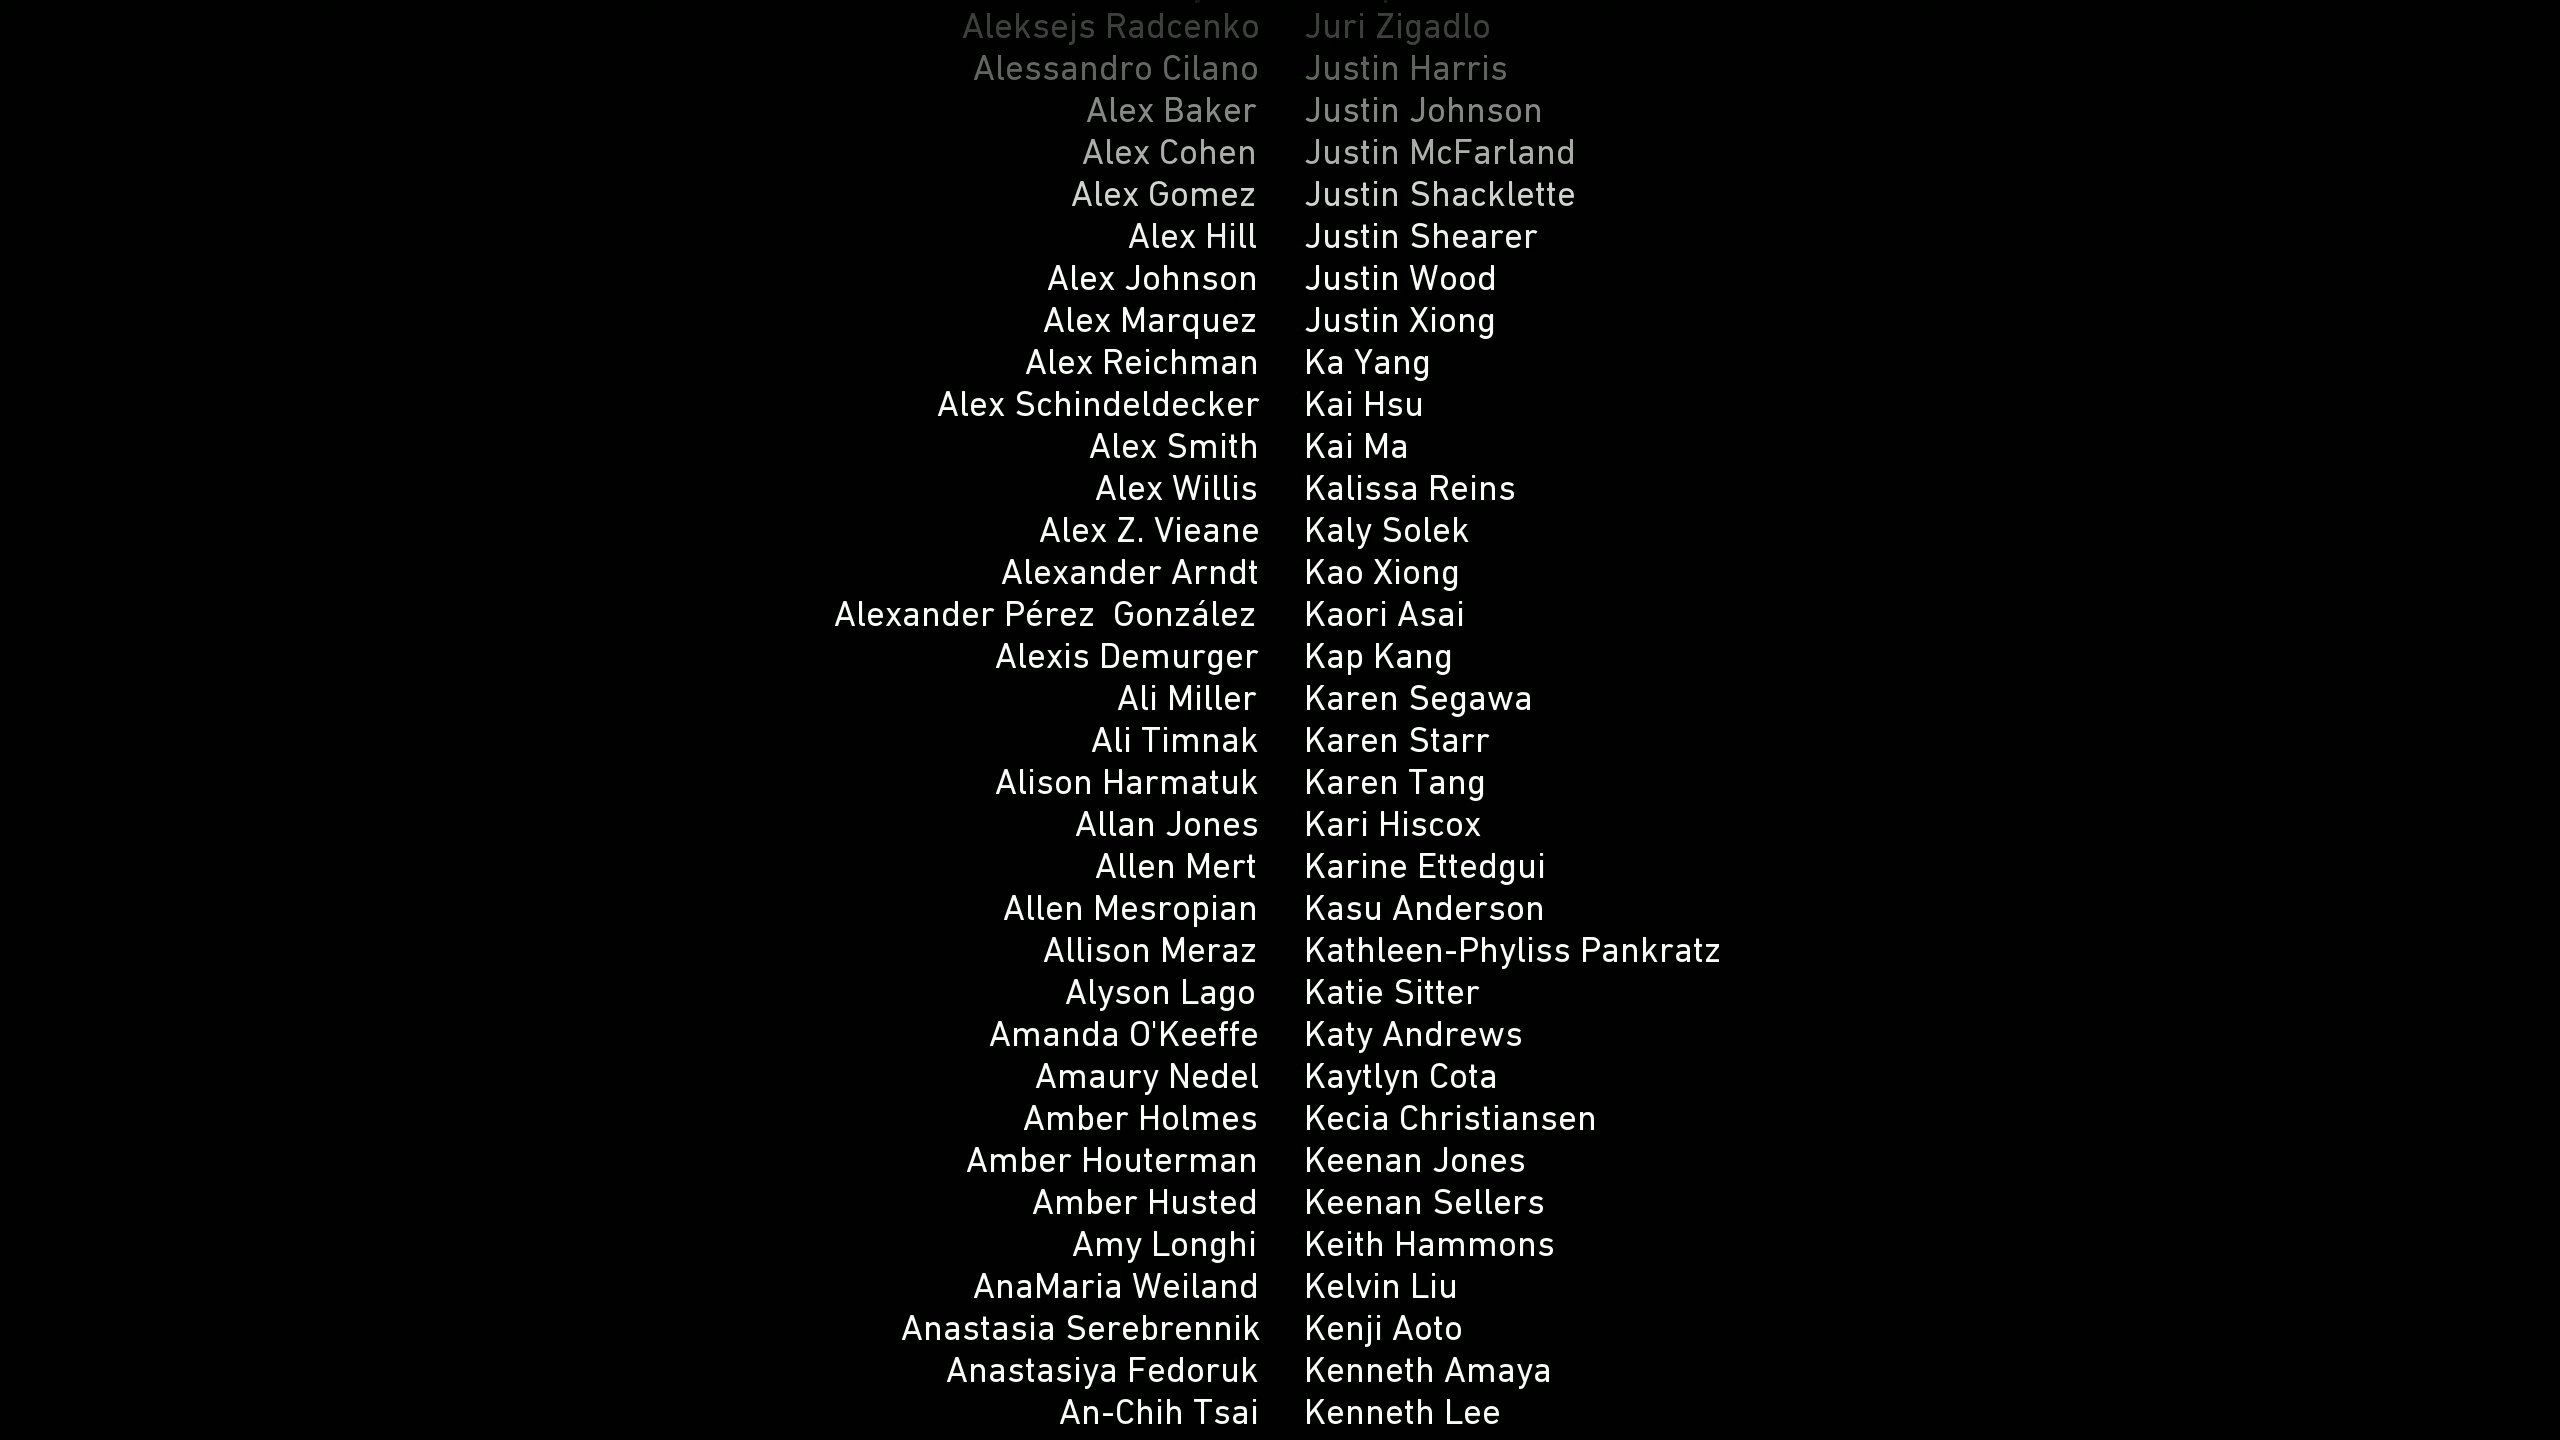 Aleksejs Radcenko Juri Zigadlo
Alessandro Cilano Justin Harris
Alex Baker Justin Johnson
Alex Cohen Justin McFarland
Alex Gomez Justin Shacklette
Alex Hill Justin Shearer
Alex Johnson Justin Wood
Alex Marquez Justin Xiong
Alex Reichman Ka Yang
Alex Schindeldecker Kai Hsu
Alex Smith Kai Ma
Alex Willis Kalissa Reins
Alex Z. Vieane Kaly Solek
Alexander Arndt Kao Xiong
Alexander Pérez  González Kaori Asai
Alexis Demurger Kap Kang
Ali Miller Karen Segawa
Ali Timnak Karen Starr
Alison Harmatuk Karen Tang
Allan Jones Kari Hiscox
Allen Mert Karine Ettedgui
Allen Mesropian Kasu Anderson
Allison Meraz Kathleen-Phyliss Pankratz
Alyson Lago Katie Sitter
Amanda O'Keeffe Katy Andrews
Amaury Nedel Kaytlyn Cota
Amber Holmes Kecia Christiansen
Amber Houterman Keenan Jones
Amber Husted Keenan Sellers
Amy Longhi Keith Hammons
AnaMaria Weiland Kelvin Liu
Anastasia Serebrennik Kenji Aoto
Anastasiya Fedoruk Kenneth Amaya
An-Chih Tsai Kenneth Lee